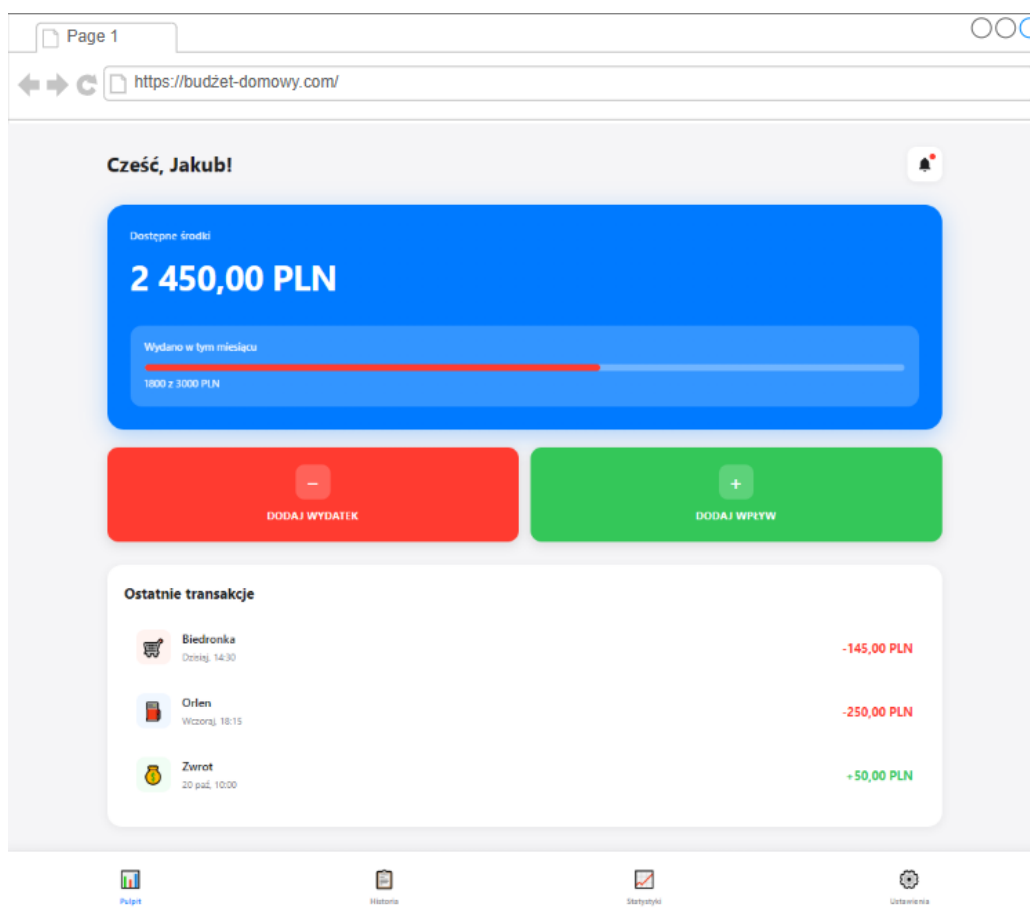 Page 1
https://budżet-domowy.com/
Cześć, Jakub!
Dostępne środki
2 450,00 PLN
Wydano w tym miesiącu
1800 z 3000 PLN
−
+
DODAJ WYDATEK
DODAJ WPŁYW
Ostatnie transakcje
Biedronka
Dzisiaj, 14:30
-145,00 PLN
Orlen
Wczoraj, 18:15
-250,00 PLN
Zwrot
20 paź, 10:00
+50,00 PLN
Pulpit
Historia
Statystyki
Ustawienia